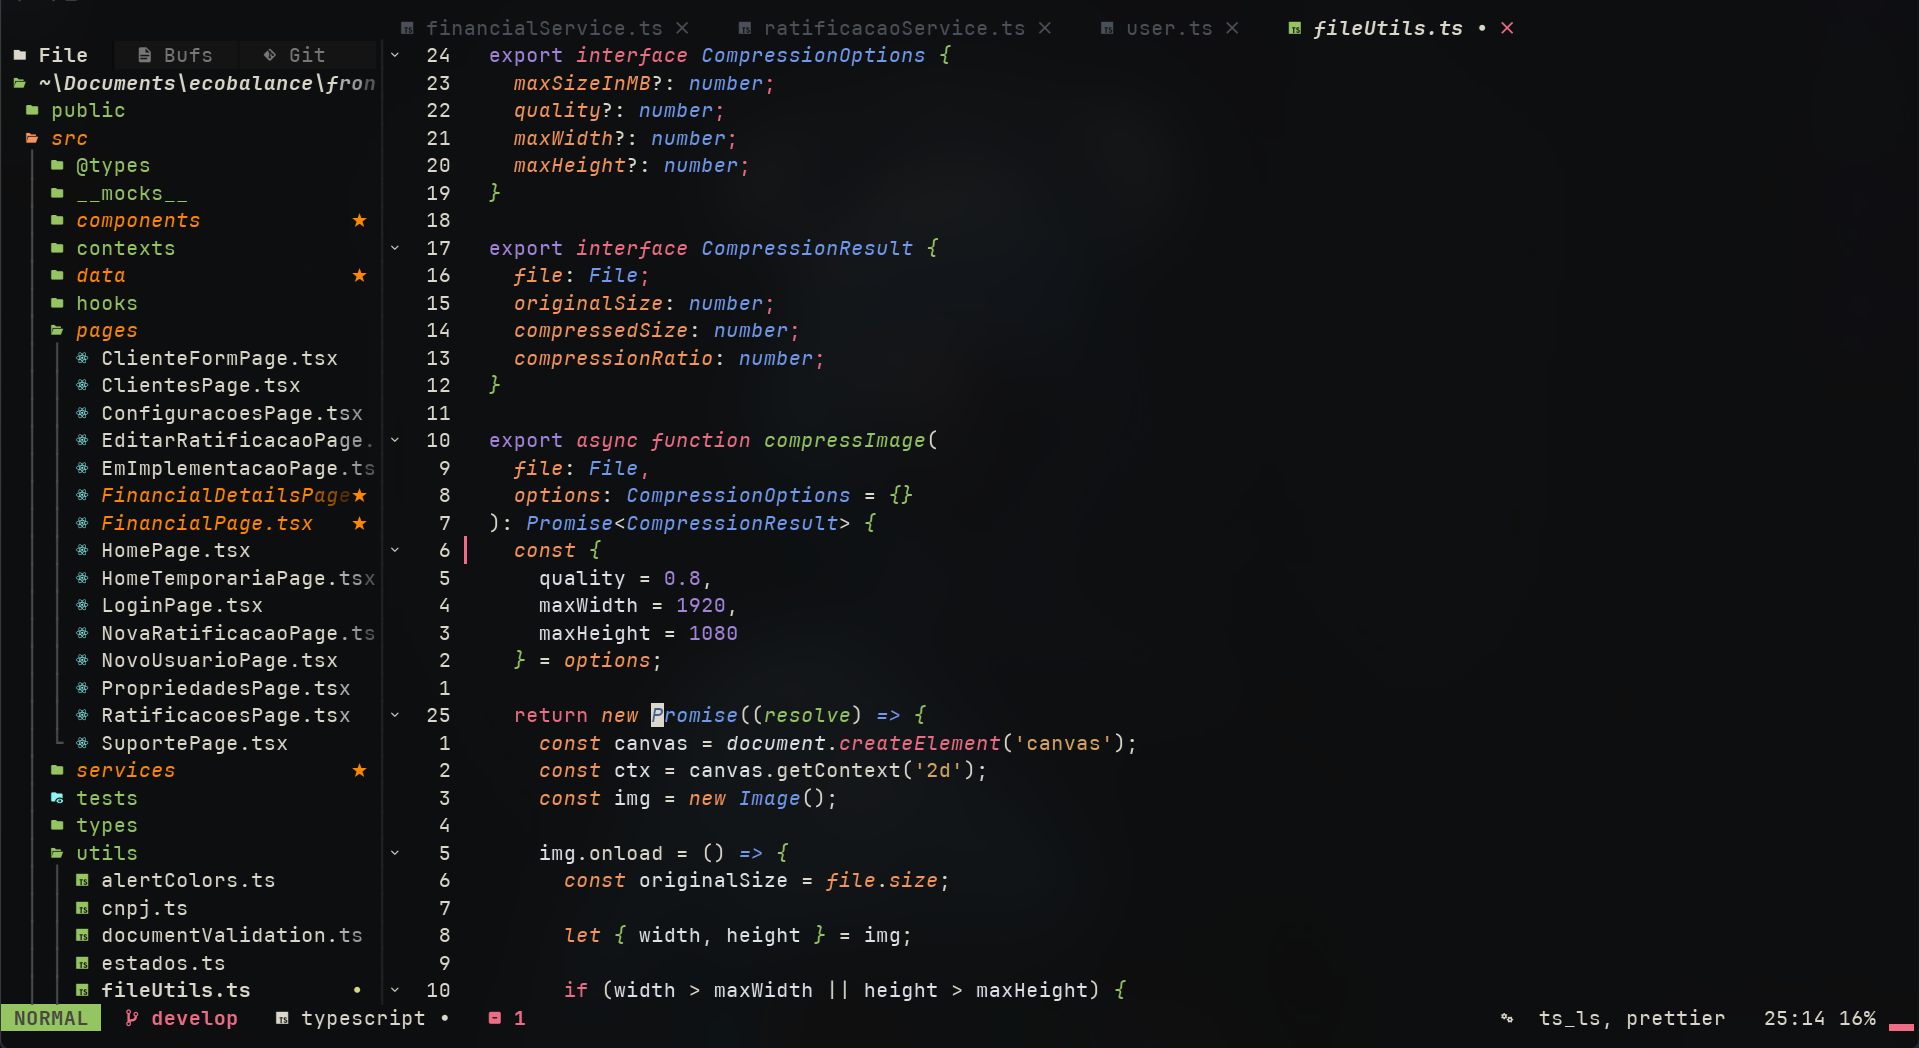 financialService.ts ✕ ratificacaoService.ts ✕ user.ts ✕ fileUtils.ts • ✕
File Bufs Git
~\Documents\ecobalance\fron
public
src
@types
__mocks__
components ★
contexts
data ★
hooks
pages
ClienteFormPage.tsx
ClientesPage.tsx
ConfiguracoesPage.tsx
EditarRatificacaoPage.
EmImplementacaoPage.ts
FinancialDetailsPage ★
FinancialPage.tsx ★
HomePage.tsx
HomeTemporariaPage.tsx
LoginPage.tsx
NovaRatificacaoPage.ts
NovoUsuarioPage.tsx
PropriedadesPage.tsx
RatificacoesPage.tsx
SuportePage.tsx
services ★
tests
types
utils
alertColors.ts
cnpj.ts
documentValidation.ts
estados.ts
fileUtils.ts •
24 export interface CompressionOptions {
23 maxSizeInMB?: number;
22 quality?: number;
21 maxWidth?: number;
20 maxHeight?: number;
19 }
18
17 export interface CompressionResult {
16 file: File;
15 originalSize: number;
14 compressedSize: number;
13 compressionRatio: number;
12 }
11
10 export async function compressImage(
9 file: File,
8 options: CompressionOptions = {}
7 ): Promise<CompressionResult> {
6 const {
5 quality = 0.8,
4 maxWidth = 1920,
3 maxHeight = 1080
2 } = options;
1
25 return new Promise((resolve) => {
1 const canvas = document.createElement('canvas');
2 const ctx = canvas.getContext('2d');
3 const img = new Image();
4
5 img.onload = () => {
6 const originalSize = file.size;
7
8 let { width, height } = img;
9
10 if (width > maxWidth || height > maxHeight) {
NORMAL develop typescript • 1 ts_ls, prettier 25:14 16%